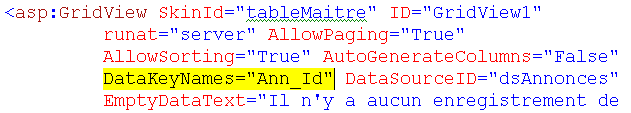 <asp:GridView SkinId="tableMaitre" ID="GridView1"
runat="server" AllowPaging="True"
AllowSorting="True" AutoGenerateColumns="False"
DataKeyNames="Ann_Id" DataSourceID="dsAnnonces"
EmptyDataText="Il n'y a aucun enregistrement de